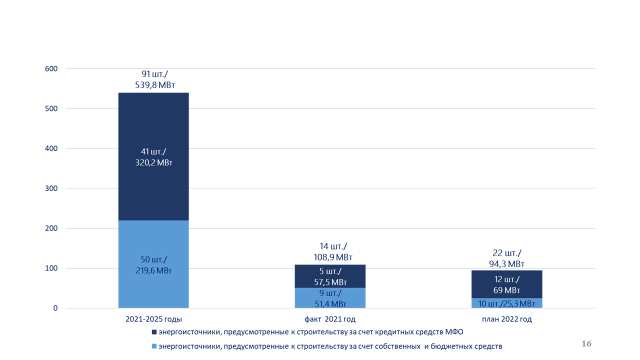 600
500
400
300
200
100
0
91 шт./
539,8 МВт
41 шт./
320,2 МВт
50 шт./
219,6 МВт
14 шт./
108,9 МВт
5 шт./
57,5 МВт
9 шт./
51,4 МВт
22 шт./
94,3 МВт
12 шт./
69 МВт
10 шт./25,3 МВт
2021-2025 годы
факт 2021 год
план 2022 год
энергоисточники, предусмотренные к строительству за счет кредитных средств МФО
энергоисточники, предусмотренные к строительству за счет собственных и бюджетных средств
16